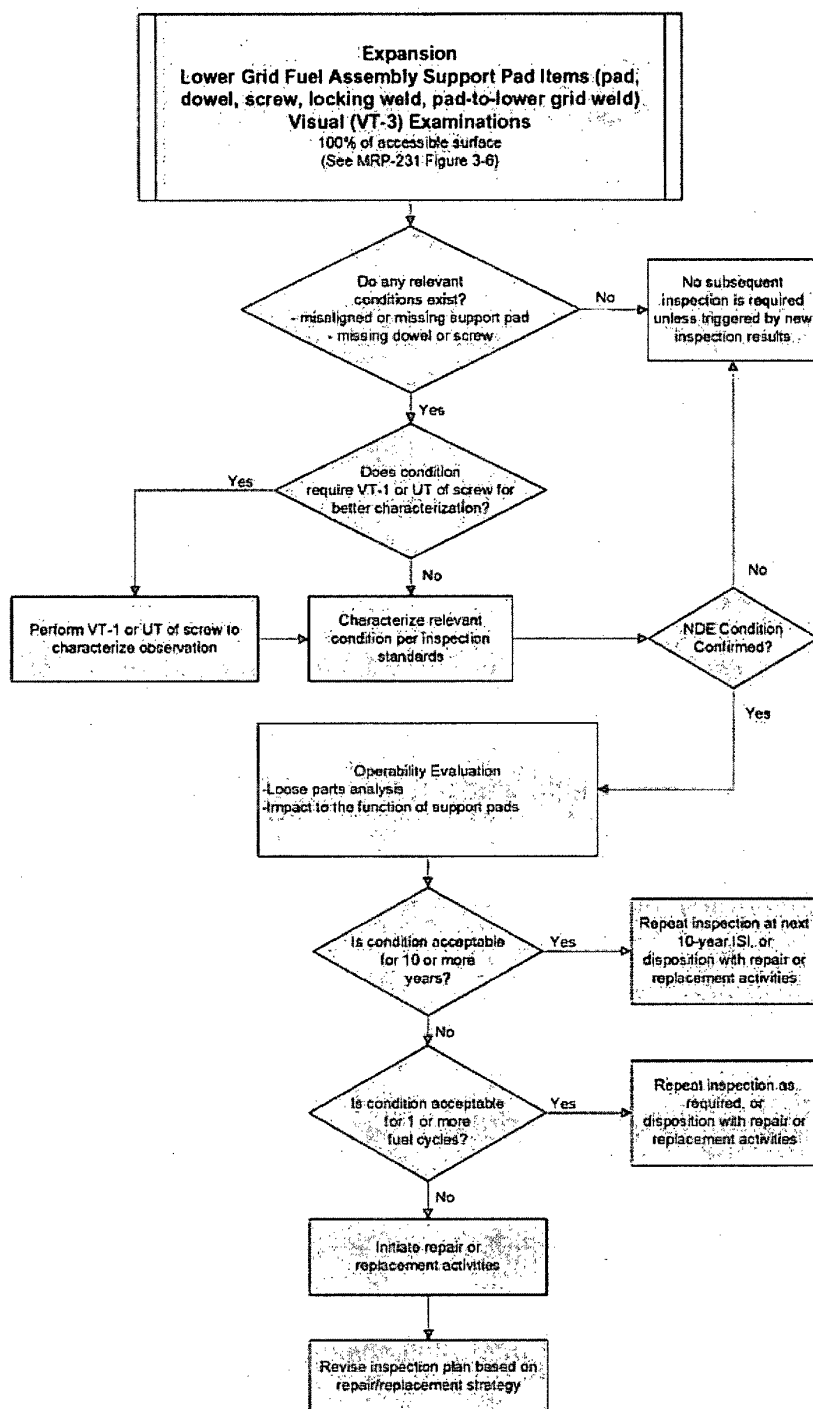 Expansion
Lower Grid Fuel Assembly Support Pad Items (pad,
dowel, screw, locking weld, pad-to-lower grid weld)
Visual (VT-3) Examinations
100% of accessible surface
(See MRP-231 Figure 3-6)
Do any relevant
conditions exist?
- misaligned or missing support pad
- missing dowel or screw
No
No subsequent
inspection is required
unless triggered by new
inspection results
Yes
Does condition
require VT-1 or UT of screw for
better characterization?
Yes
No
Perform VT-1 or UT of screw to
characterize observation
Characterize relevant
condition per inspection
standards
NDE Condition
Confirmed?
No
Yes
Operability Evaluation
-Loose parts analysis
-Impact to the function of support pads
Is condition acceptable
for 10 or more
years?
Yes
Repeat inspection at next
10-year ISI, or
disposition with repair or
replacement activities
No
Is condition acceptable
for 1 or more
fuel cycles?
Yes
Repeat inspection as
required, or
disposition with repair or
replacement activities
No
Initiate repair or
replacement activities
Revise inspection plan based on
repair/replacement strategy